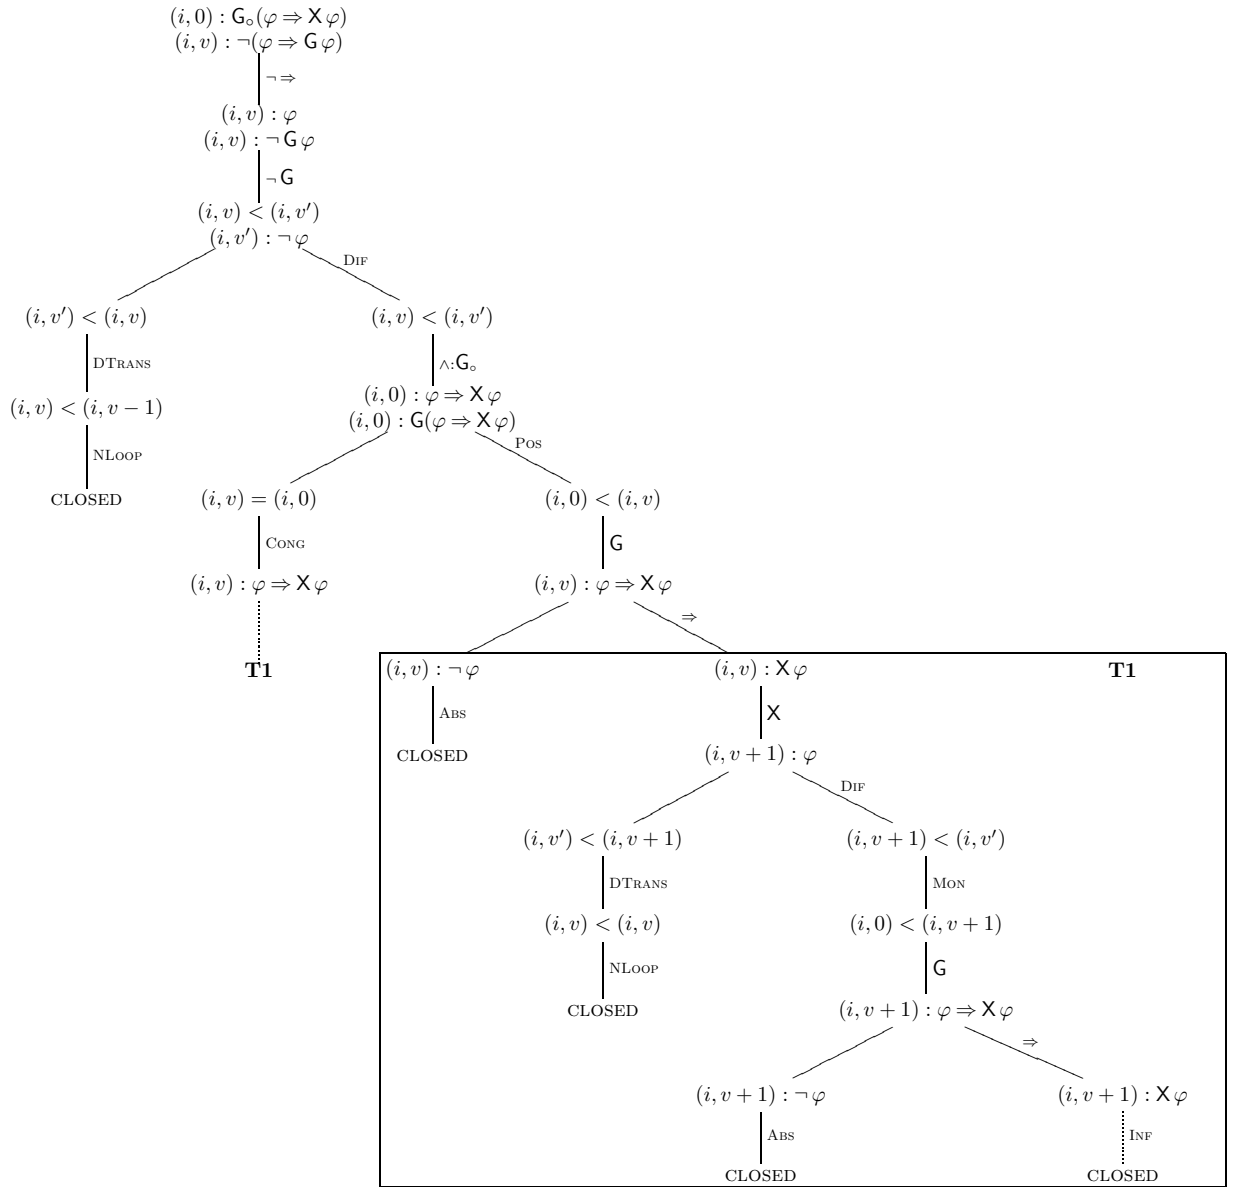 (i, 0) : G∘(φ ⇒ X φ)
(i, v) : ¬(φ ⇒ G φ)
¬ ⇒
(i, v) : φ
(i, v) : ¬ G φ
¬ G
(i, v) < (i, v′)
(i, v′) : ¬ φ
DIF
(i, v′) < (i, v) (i, v) < (i, v′)
DTRANS ∧:G∘
(i, 0) : φ ⇒ X φ
(i, v) < (i, v − 1) (i, 0) : G(φ ⇒ X φ)
POS
NLOOP
CLOSED (i, v) = (i, 0) (i, 0) < (i, v)
CONG G
(i, v) : φ ⇒ X φ (i, v) : φ ⇒ X φ
⇒
T1 (i, v) : ¬ φ (i, v) : X φ T1
ABS X
CLOSED (i, v + 1) : φ
DIF
(i, v′) < (i, v + 1) (i, v + 1) < (i, v′)
DTRANS MON
(i, v) < (i, v) (i, 0) < (i, v + 1)
NLOOP G
CLOSED (i, v + 1) : φ ⇒ X φ
⇒
(i, v + 1) : ¬ φ (i, v + 1) : X φ
ABS INF
CLOSED CLOSED